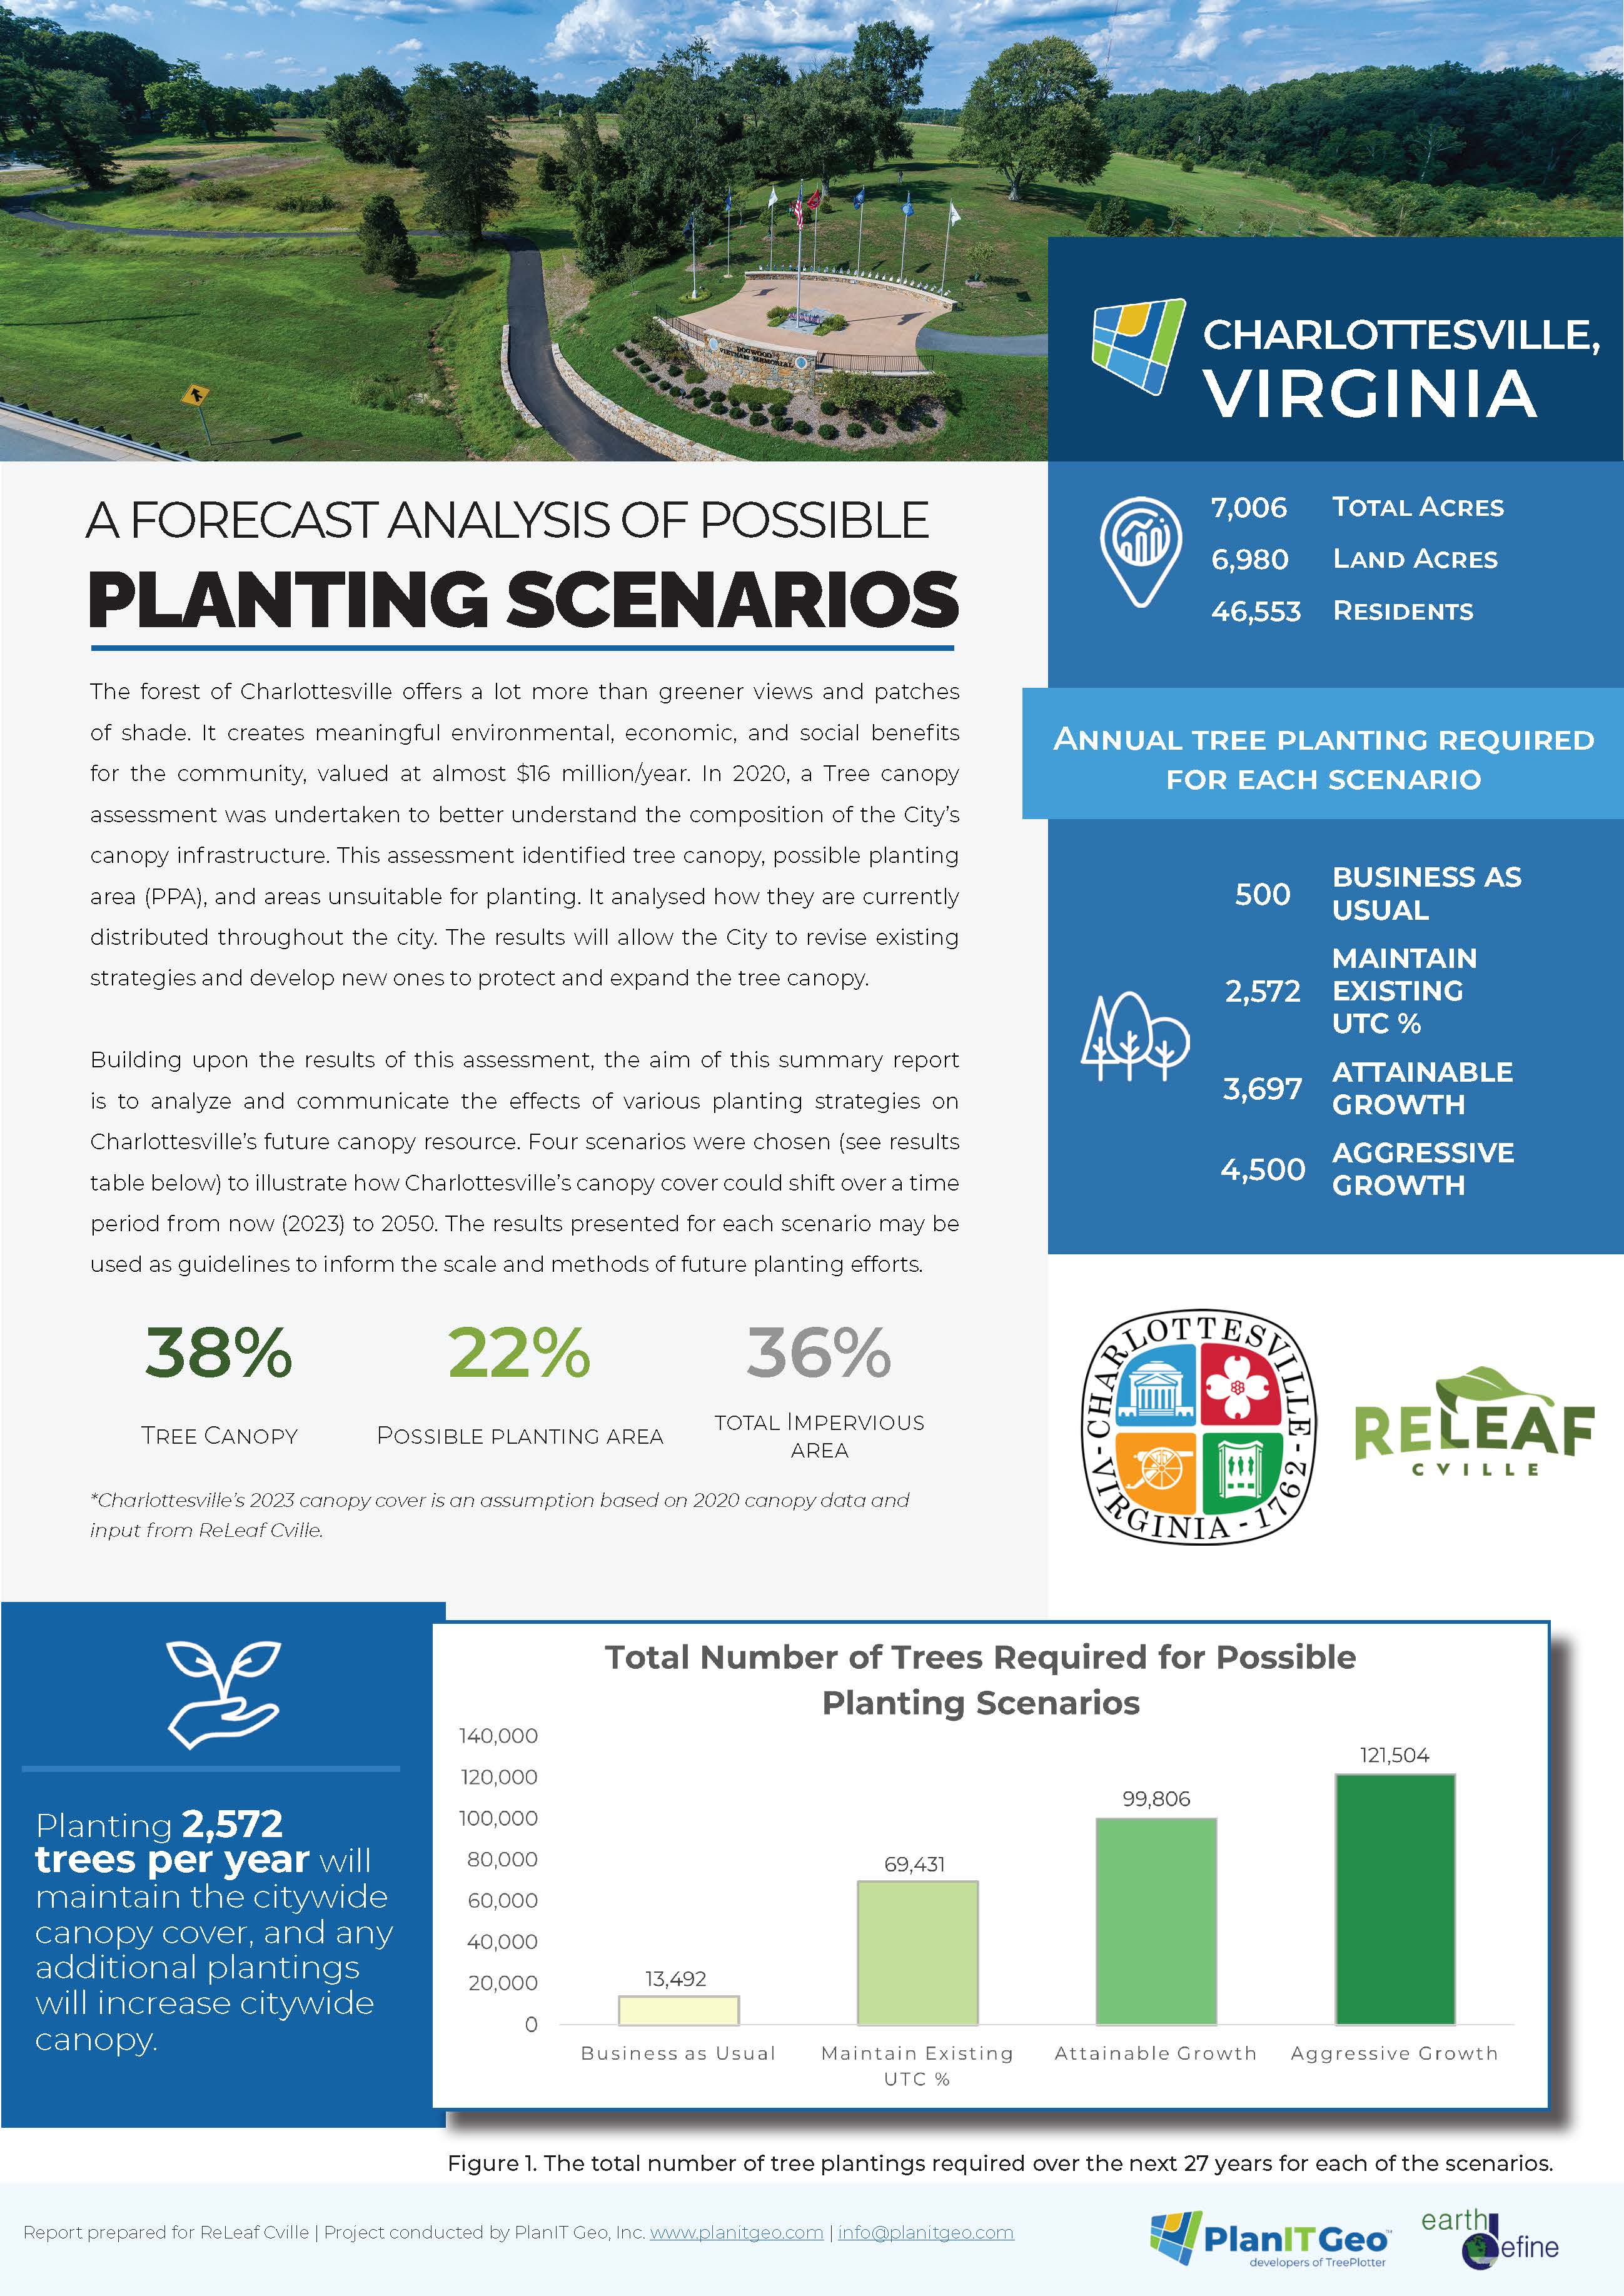 DOGWOOD
VIETNAM MEMORIAL
CHARLOTTESVILLE,
VIRGINIA
7,006 TOTAL ACRES
6,980 LAND ACRES
46,553 RESIDENTS
A FORECAST ANALYSIS OF POSSIBLE
PLANTING SCENARIOS
The forest of Charlottesville offers a lot more than greener views and patches
of shade. It creates meaningful environmental, economic, and social benefits
for the community, valued at almost $16 million/year. In 2020, a Tree canopy
assessment was undertaken to better understand the composition of the City's
canopy infrastructure. This assessment identified tree canopy, possible planting
area (PPA), and areas unsuitable for planting. It analysed how they are currently
distributed throughout the city. The results will allow the City to revise existing
strategies and develop new ones to protect and expand the tree canopy.
Building upon the results of this assessment, the aim of this summary report
is to analyze and communicate the effects of various planting strategies on
Charlottesville's future canopy resource. Four scenarios were chosen (see results
table below) to illustrate how Charlottesville's canopy cover could shift over a time
period from now (2023) to 2050. The results presented for each scenario may be
used as guidelines to inform the scale and methods of future planting efforts.
38%
TREE CANOPY
22%
POSSIBLE PLANTING AREA
36%
TOTAL IMPERVIOUS
AREA
*Charlottesville's 2023 canopy cover is an assumption based on 2020 canopy data and
input from ReLeaf Cville.
ANNUAL TREE PLANTING REQUIRED
FOR EACH SCENARIO
500 BUSINESS AS
USUAL
2,572 MAINTAIN
EXISTING
UTC %
3,697 ATTAINABLE
GROWTH
4,500 AGGRESSIVE
GROWTH
CHARLOTTESVILLE - VIRGINIA - 1762 -
RELEAF
CVILLE
Planting 2,572
trees per year will
maintain the citywide
canopy cover, and any
additional plantings
will increase citywide
canopy.
Total Number of Trees Required for Possible
Planting Scenarios
140,000
120,000
100,000
80,000
60,000
40,000
20,000
0
13,492
69,431
99,806
121,504
Business as Usual
Maintain Existing
UTC %
Attainable Growth
Aggressive Growth
Figure 1. The total number of tree plantings required over the next 27 years for each of the scenarios.
Report prepared for ReLeaf Cville | Project conducted by PlanIT Geo, Inc. www.planitgeo.com | info@planitgeo.com
PlanITGeo™
developers of TreePlotter
earth
Define